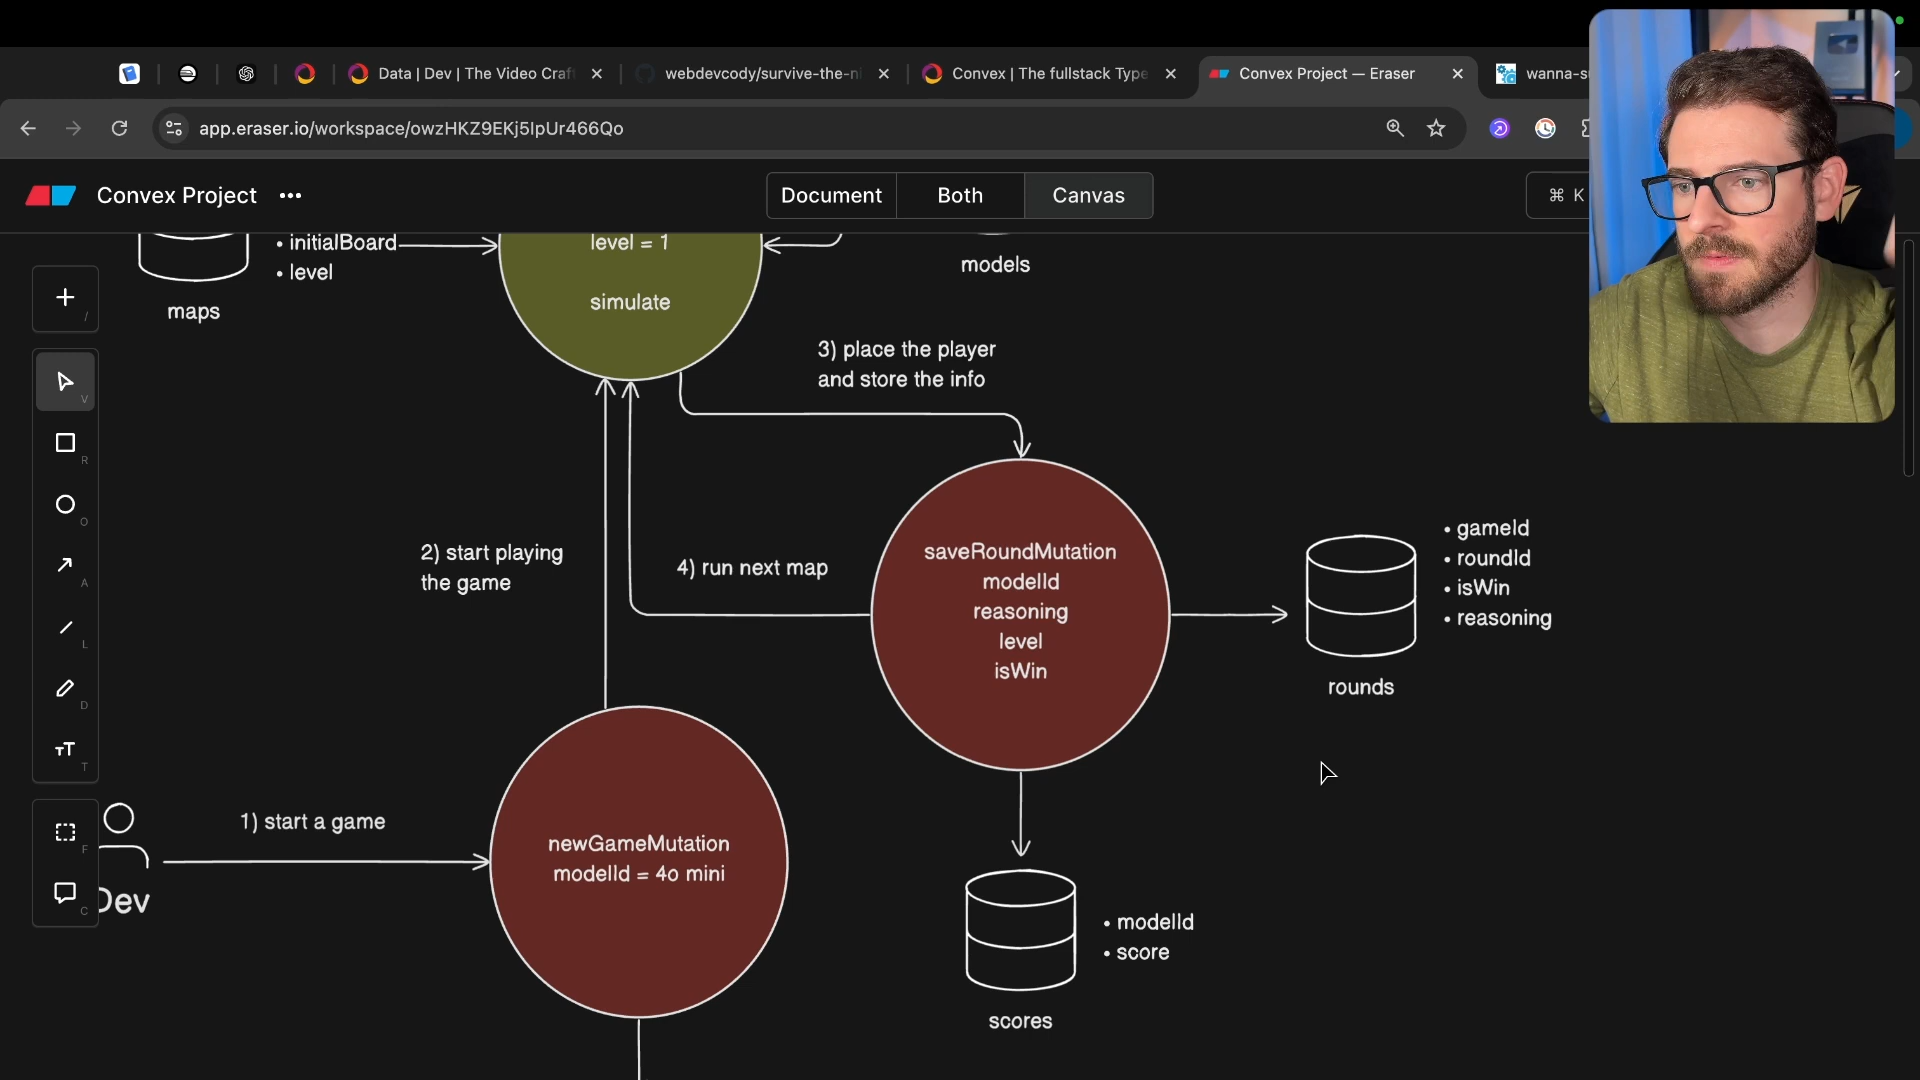 Data | Dev | The Video Craf
webdevcody/survive-the-ni
Convex | The fullstack Type
Convex Project — Eraser
wanna-su
app.eraser.io/workspace/owzHKZ9EKj5IpUr466Qo
Convex Project
Document
Both
Canvas
⌘ K
• initialBoard
• level
maps
level = 1
simulate
models
3) place the player
and store the info
2) start playing
the game
4) run next map
saveRoundMutation
modelId
reasoning
level
isWin
• gameId
• roundId
• isWin
• reasoning
rounds
1) start a game
Dev
newGameMutation
modelId = 4o mini
• modelId
• score
scores
/
V
R
O
A
L
D
T
F
C